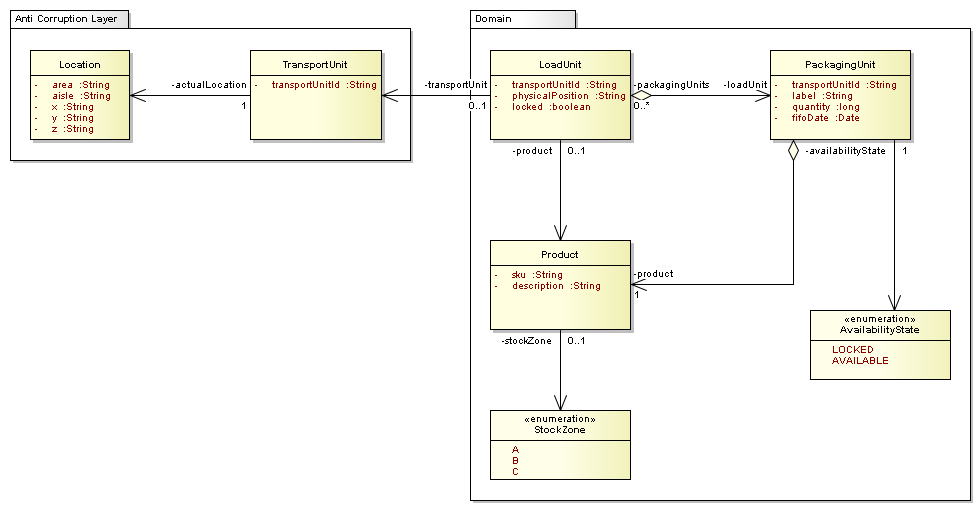 Anti Corruption Layer
Location
- area :String
- aisle :String
- x :String
- y :String
- z :String
-actualLocation
1
TransportUnit
- transportUnitId :String
-transportUnit
0..1
Domain
LoadUnit
- transportUnitId :String
- physicalPosition :String
- locked :boolean
-packagingUnits
0..*
-loadUnit
PackagingUnit
- transportUnitId :String
- label :String
- quantity :long
- fifoDate :Date
-product
0..1
-availabilityState
1
Product
- sku :String
- description :String
-product
1
-stockZone
0..1
«enumeration»
AvailabilityState
LOCKED
AVAILABLE
«enumeration»
StockZone
A
B
C